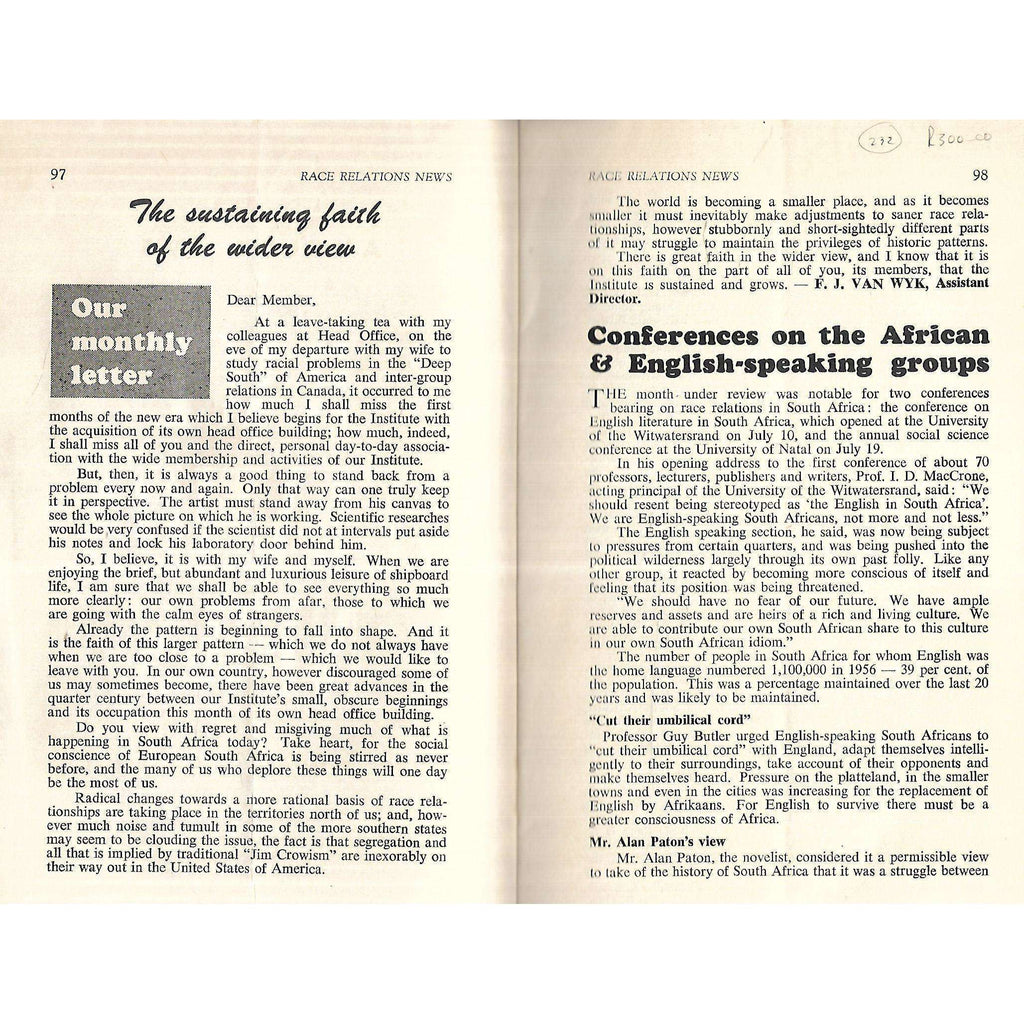 97
RACE RELATIONS NEWS
The sustaining faith
of the wider view
Our
monthly
letter
Dear Member,
At a leave-taking tea with my
colleagues at Head Office, on the
eve of my departure with my wife to
study racial problems in the “Deep
South” of America and inter-group
relations in Canada, it occurred to me
how much I shall miss the first
months of the new era which I believe begins for the Institute with
the acquisition of its own head office building; how much, indeed,
I shall miss all of you and the direct, personal day-to-day associa-
tion with the wide membership and activities of our Institute.
But, then, it is always a good thing to stand back from a
problem every now and again. Only that way can one truly keep
it in perspective. The artist must stand away from his canvas to
see the whole picture on which he is working. Scientific researches
would be very confused if the scientist did not at intervals put aside
his notes and lock his laboratory door behind him.
So, I believe, it is with my wife and myself. When we are
enjoying the brief, but abundant and luxurious leisure of shipboard
life, I am sure that we shall be able to see everything so much
more clearly: our own problems from afar, those to which we
are going with the calm eyes of strangers.
Already the pattern is beginning to fall into shape. And it
is the faith of this larger pattern — which we do not always have
when we are too close to a problem — which we would like to
leave with you. In our own country, however discouraged some of
us may sometimes become, there have been great advances in the
quarter century between our Institute's small, obscure beginnings
and its occupation this month of its own head office building.
Do you view with regret and misgiving much of what is
happening in South Africa today? Take heart, for the social
conscience of European South Africa is being stirred as never
before, and the many of us who deplore these things will one day
be the most of us.
Radical changes towards a more rational basis of race rela-
tionships are taking place in the territories north of us; and, how-
ever much noise and tumult in some of the more southern states
may seem to be clouding the issue, the fact is that segregation and
all that is implied by traditional “Jim Crowism” are inexorably on
their way out in the United States of America.
232 R300-00
RACE RELATIONS NEWS
98
The world is becoming a smaller place, and as it becomes
smaller it must inevitably make adjustments to saner race rela-
tionships, however stubbornly and short-sightedly different parts
of it may struggle to maintain the privileges of historic patterns.
There is great faith in the wider view, and I know that it is
on this faith on the part of all of you, its members, that the
Institute is sustained and grows. — F. J. VAN WYK, Assistant
Director.
Conferences on the African
& English-speaking groups
THE month under review was notable for two conferences
bearing on race relations in South Africa: the conference on
English literature in South Africa, which opened at the University
of the Witwatersrand on July 10, and the annual social science
conference at the University of Natal on July 19.
In his opening address to the first conference of about 70
professors, lecturers, publishers and writers, Prof. I. D. MacCrone,
acting principal of the University of the Witwatersrand, said: “We
should resent being stereotyped as ‘the English in South Africa’.
We are English-speaking South Africans, not more and not less.”
The English speaking section, he said, was now being subject
to pressures from certain quarters, and was being pushed into the
political wilderness largely through its own past folly. Like any
other group, it reacted by becoming more conscious of itself and
feeling that its position was being threatened.
“We should have no fear of our future. We have ample
reserves and assets and are heirs of a rich and living culture. We
are able to contribute our own South African share to this culture
in our own South African idiom.”
The number of people in South Africa for whom English was
the home language numbered 1,100,000 in 1956 — 39 per cent. of
the population. This was a percentage maintained over the last 20
years and was likely to be maintained.
“Cut their umbilical cord”
Professor Guy Butler urged English-speaking South Africans to
“cut their umbilical cord” with England, adapt themselves intelli-
gently to their surroundings, take account of their opponents and
make themselves heard. Pressure on the platteland, in the smaller
towns and even in the cities was increasing for the replacement of
English by Afrikaans. For English to survive there must be a
greater consciousness of Africa.
Mr. Alan Paton's view
Mr. Alan Paton, the novelist, considered it a permissible view
to take of the history of South Africa that it was a struggle between